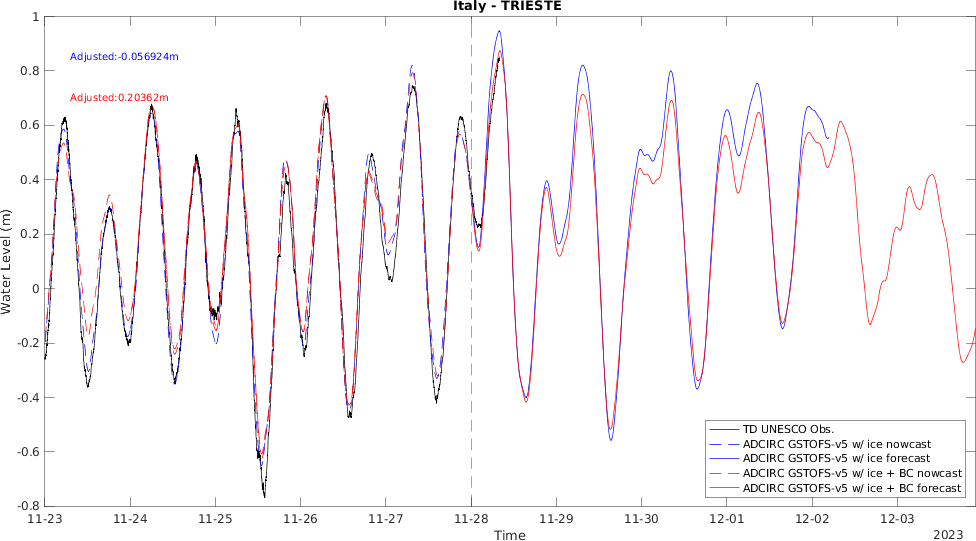 Italy - TRIESTE
Adjusted:-0.056924m
Adjusted:0.20362m
Water Level (m)
1
0.8
0.6
0.4
0.2
0
-0.2
-0.4
-0.6
-0.8
TD UNESCO Obs.
ADCIRC GSTOFS-v5 w/ ice nowcast
ADCIRC GSTOFS-v5 w/ ice forecast
ADCIRC GSTOFS-v5 w/ ice + BC nowcast
ADCIRC GSTOFS-v5 w/ ice + BC forecast
11-23 11-24 11-25 11-26 11-27 11-28 11-29 11-30 12-01 12-02 12-03
Time
2023